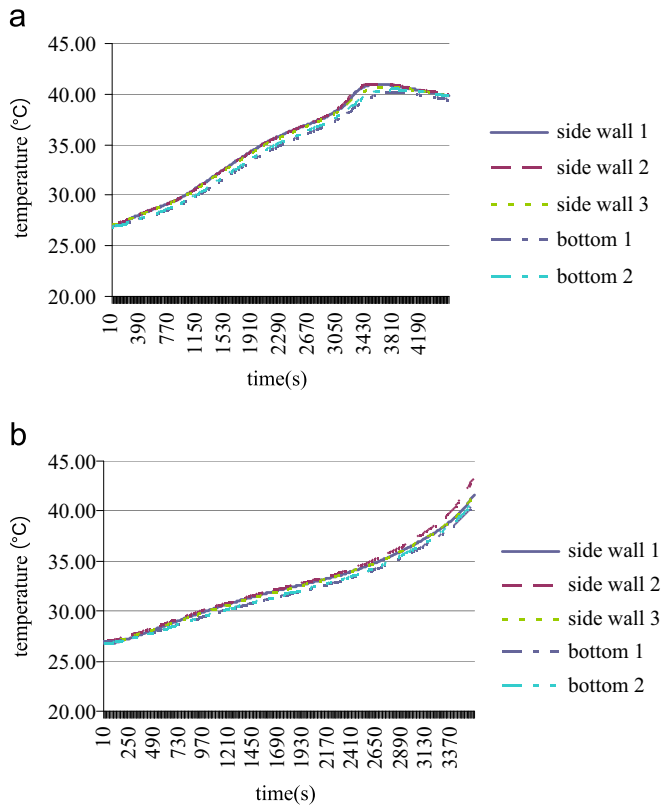 a
45.00
40.00
35.00
30.00
25.00
20.00
temperature (°C)
10
390
770
1150
1530
1910
2290
2670
3050
3430
3810
4190
time(s)
side wall 1
side wall 2
side wall 3
bottom 1
bottom 2
b
45.00
40.00
35.00
30.00
25.00
20.00
temperature (°C)
10
250
490
730
970
1210
1450
1690
1930
2170
2410
2650
2890
3130
3370
time(s)
side wall 1
side wall 2
side wall 3
bottom 1
bottom 2